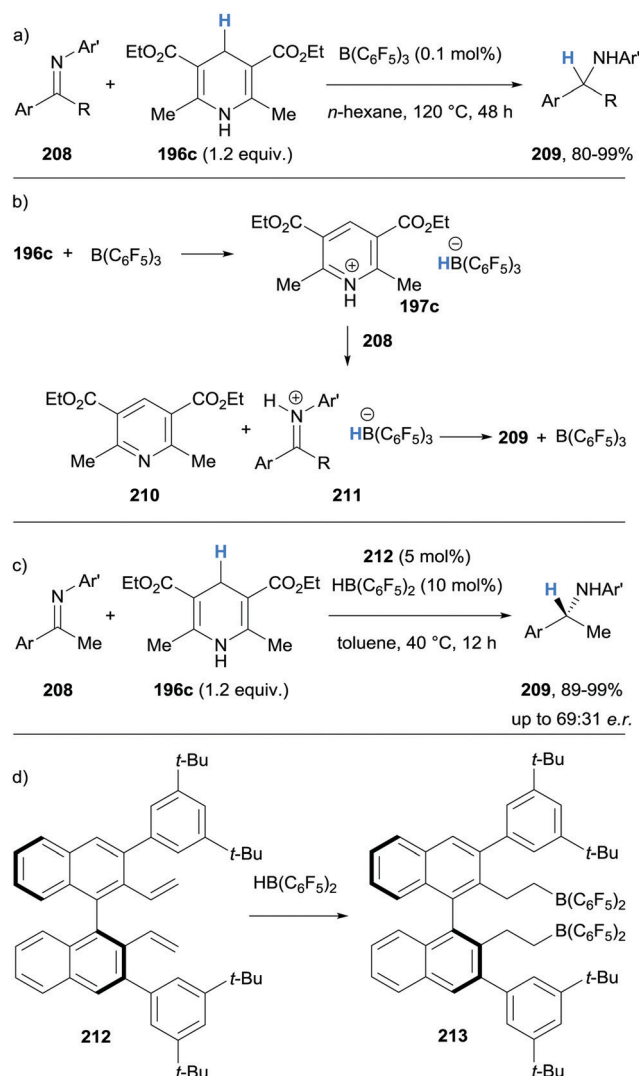 a)
H
N Ar' + EtO₂C CO₂Et B(C₆F₅)₃ (0.1 mol%) H NHAr'
Ar R Me N Me n-hexane, 120 °C, 48 h Ar R
H
208 196c (1.2 equiv.) 209, 80-99%
b)
EtO₂C CO₂Et
196c + B(C₆F₅)₃ ⊖
Me N ⊕ Me HB(C₆F₅)₃
H 197c
208
EtO₂C CO₂Et + H N ⊕ Ar' ⊖ HB(C₆F₅)₃ 209 + B(C₆F₅)₃
Me N Me Ar R
210 211
c)
H 212 (5 mol%)
N Ar' + EtO₂C CO₂Et HB(C₆F₅)₂ (10 mol%) H NHAr'
Ar Me Me N Me toluene, 40 °C, 12 h Ar Me
H
208 196c (1.2 equiv.) 209, 89-99%
up to 69:31 e.r.
d)
t-Bu t-Bu
t-Bu t-Bu
HB(C₆F₅)₂ B(C₆F₅)₂
B(C₆F₅)₂
t-Bu t-Bu
212 213
t-Bu t-Bu